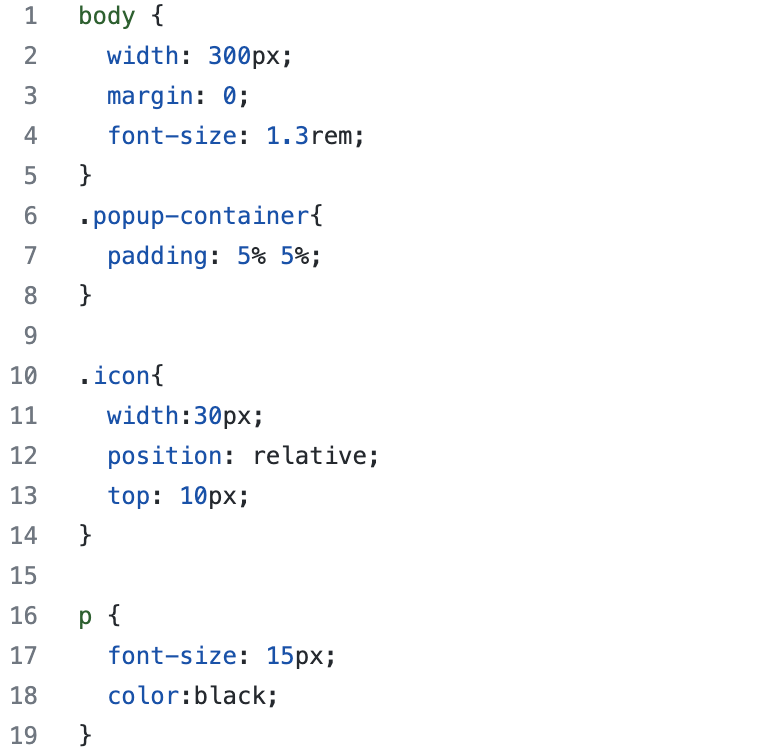 1 body {
2   width: 300px;
3   margin: 0;
4   font-size: 1.3rem;
5 }
6 .popup-container{
7   padding: 5% 5%;
8 }
9
10 .icon{
11   width:30px;
12   position: relative;
13   top: 10px;
14 }
15
16 p {
17   font-size: 15px;
18   color:black;
19 }